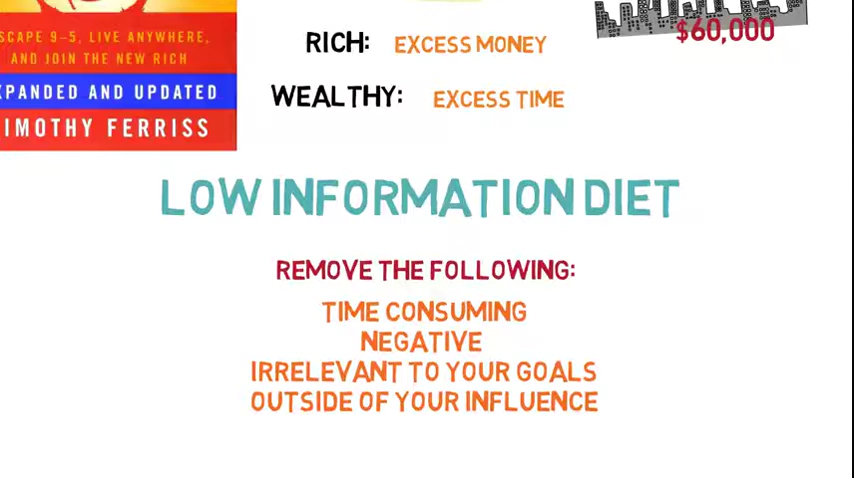 SCAPE 9-5, LIVE ANYWHERE,
AND JOIN THE NEW RICH
XPANDED AND UPDATED
IMOTHY FERRISS
RICH: EXCESS MONEY
WEALTHY: EXCESS TIME
$60,000
LOW INFORMATION DIET
REMOVE THE FOLLOWING:
TIME CONSUMING
NEGATIVE
IRRELEVANT TO YOUR GOALS
OUTSIDE OF YOUR INFLUENCE